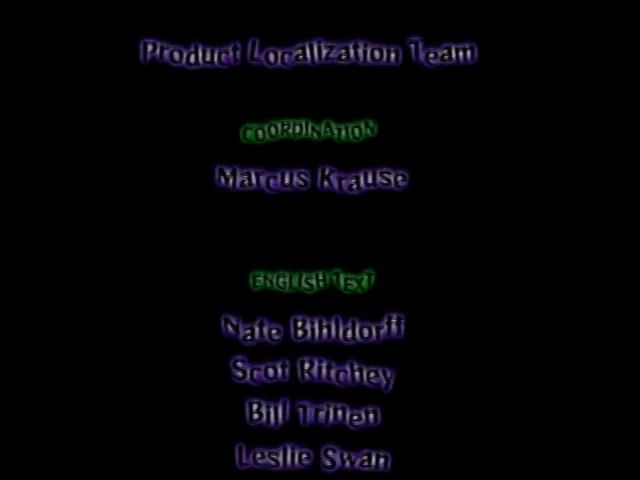 Product Localization Team
COORDINATION
Marcus Krause
ENGLISH TEXT
Nate Bihldorff
Scot Ritchey
Bill Trinen
Leslie Swan